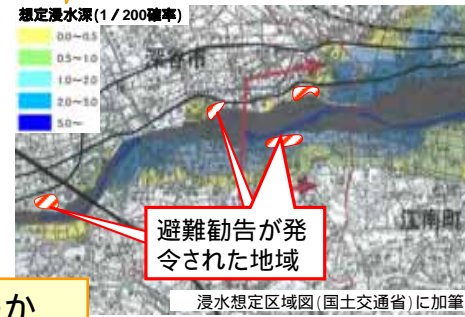 想定浸水深(1/200確率)
0.0～0.5
0.5～1.0
1.0～2.0
2.0～5.0
5.0～
深谷市
避難勧告が発
令された地域
江南町
か
浸水想定区域図(国土交通省)に加筆